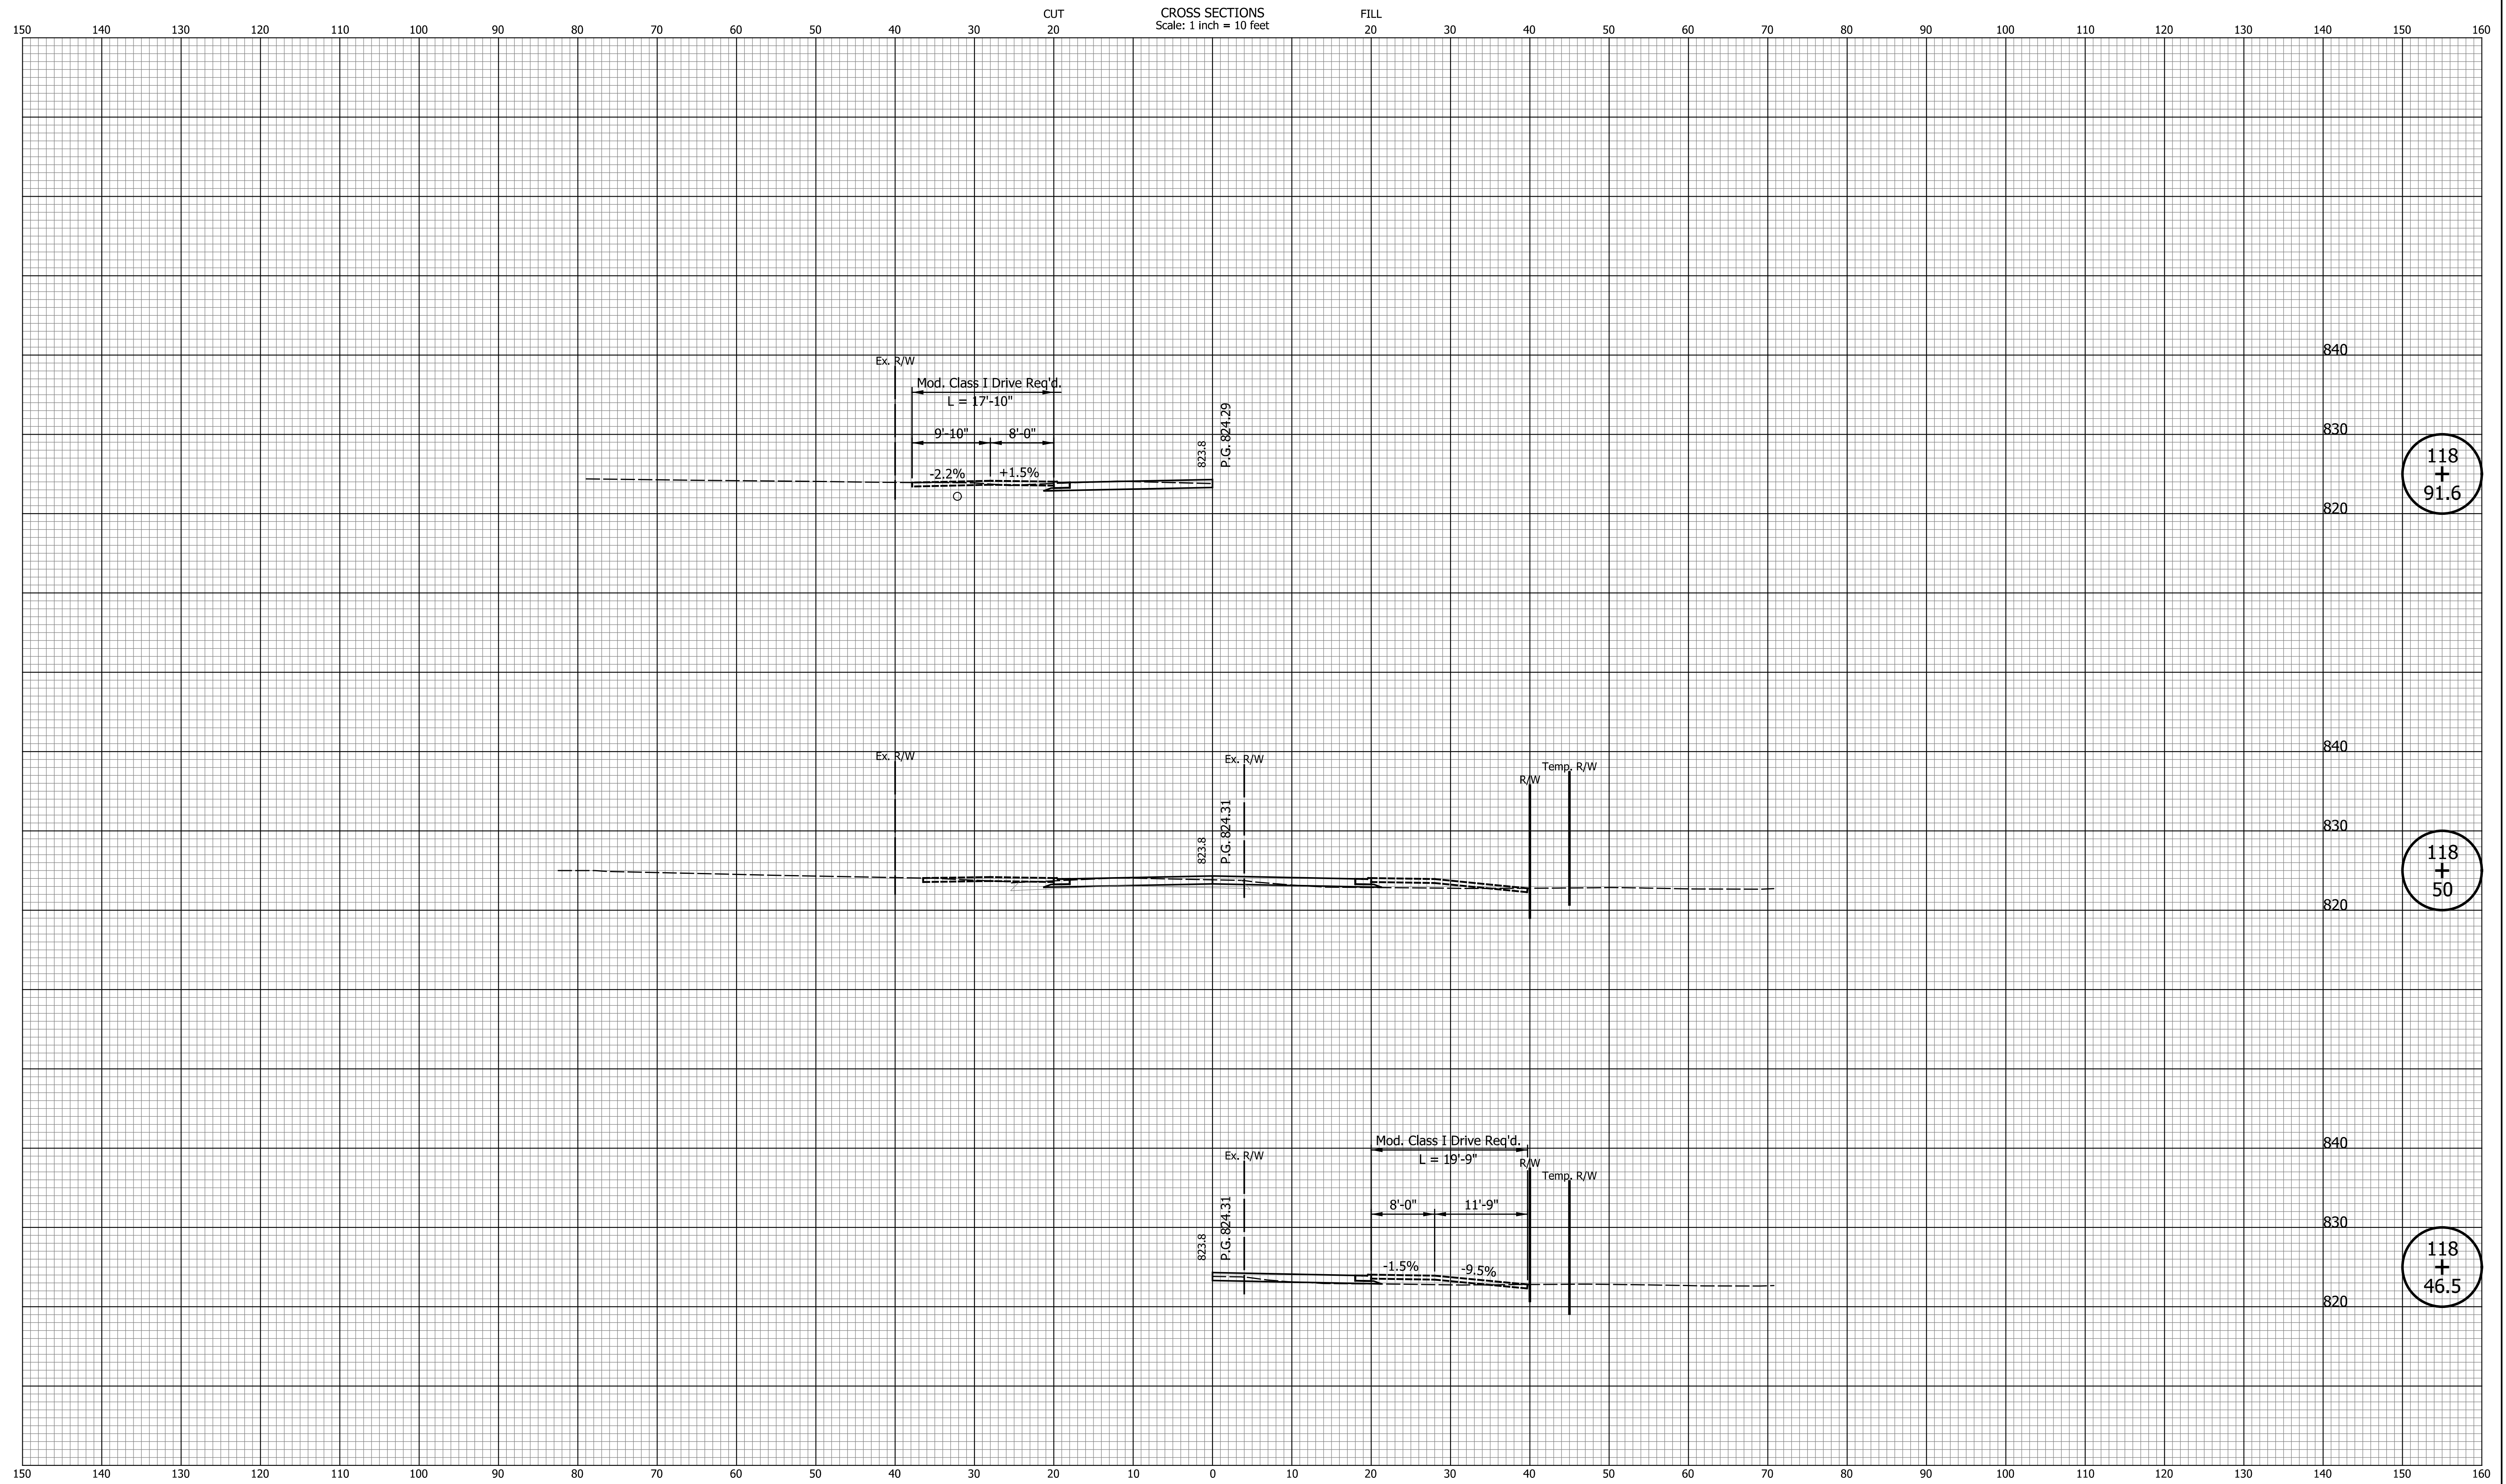 CUT CROSS SECTIONS FILL
Scale: 1 inch = 10 feet
150 140 130 120 110 100 90 80 70 60 50 40 30 20 20 30 40 50 60 70 80 90 100 110 120 130 140 150 160
840
Ex. R/W
Mod. Class I Drive Req'd.
L = 17'-10"
9'-10" 8'-0"
-2.2% +1.5%
823.8
P.G. 824.29
830
118
+
91.6
820
840
Ex. R/W
Ex. R/W
Temp. R/W
R/W
823.8
P.G. 824.31
830
118
+
50
820
840
Mod. Class I Drive Req'd.
L = 19'-9"
Ex. R/W
R/W
Temp. R/W
8'-0" 11'-9"
-1.5% -9.5%
823.8
P.G. 824.31
830
118
+
46.5
820
150 140 130 120 110 100 90 80 70 60 50 40 30 20 10 0 10 20 30 40 50 60 70 80 90 100 110 120 130 140 150 160